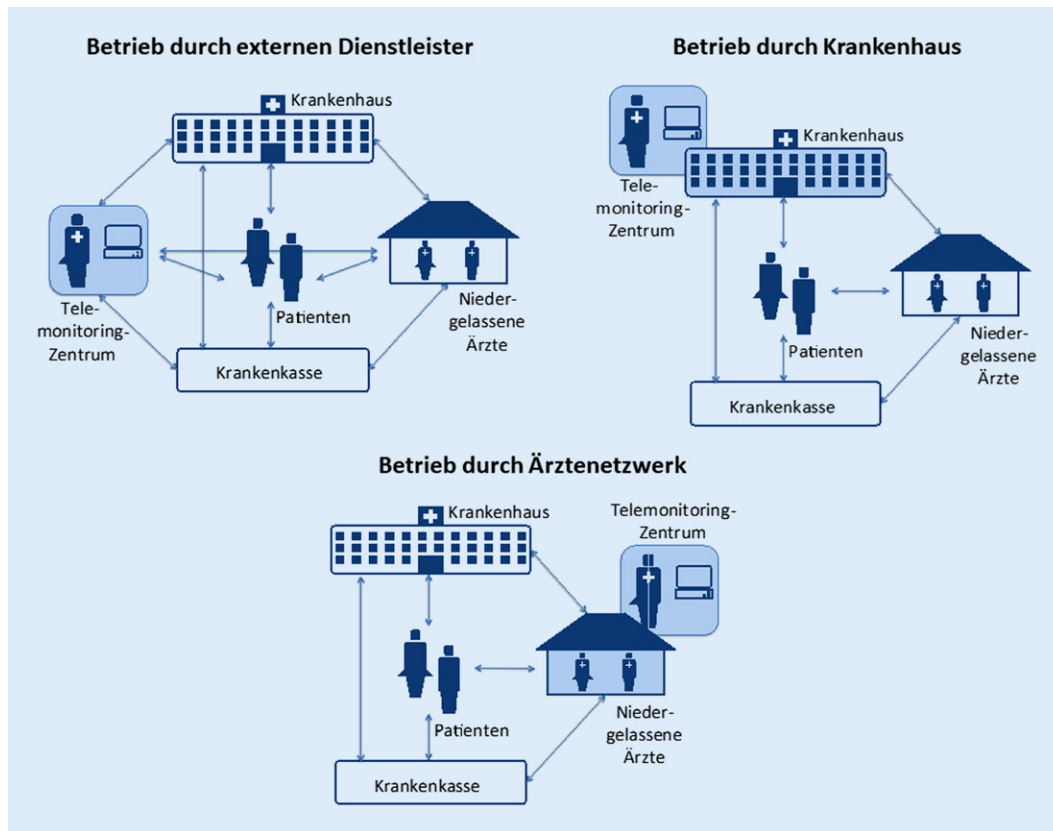 Betrieb durch externen Dienstleister
Krankenhaus
Tele-
monitoring-
Zentrum
Patienten
Nieder-
gelassene
Ärzte
Krankenkasse
Betrieb durch Krankenhaus
Krankenhaus
Tele-
monitoring-
Zentrum
Patienten
Nieder-
gelassene
Ärzte
Krankenkasse
Betrieb durch Ärztenetzwerk
Krankenhaus
Telemonitoring-
Zentrum
Patienten
Nieder-
gelassene
Ärzte
Krankenkasse